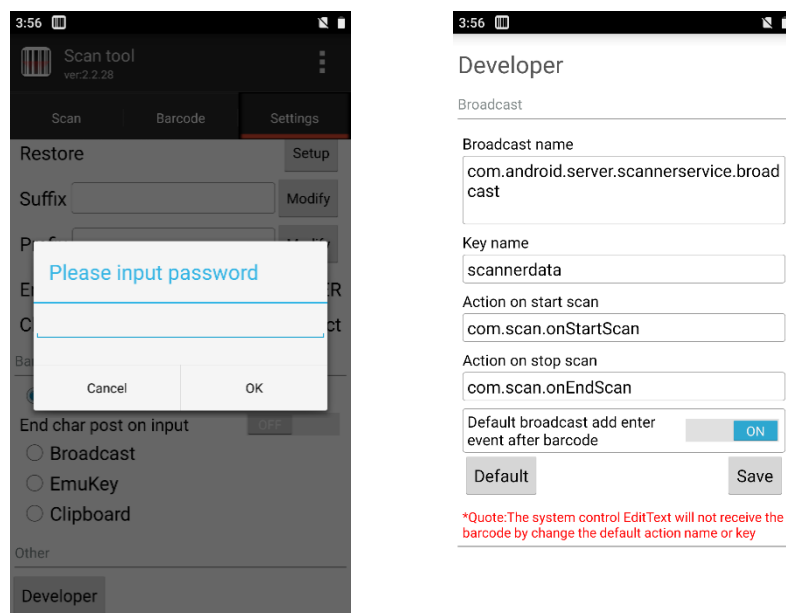 3:56
Scan tool
ver:2.2.28
Scan Barcode Settings
Restore Setup
Suffix Modify
Please input password
Cancel OK
End char post on input OFF
Broadcast
EmuKey
Clipboard
Other
Developer
3:56
Developer
Broadcast
Broadcast name
com.android.server.scannerservice.broad
cast
Key name
scannerdata
Action on start scan
com.scan.onStartScan
Action on stop scan
com.scan.onEndScan
Default broadcast add enter
event after barcode ON
Default Save
*Quote:The system control EditText will not receive the
barcode by change the default action name or key